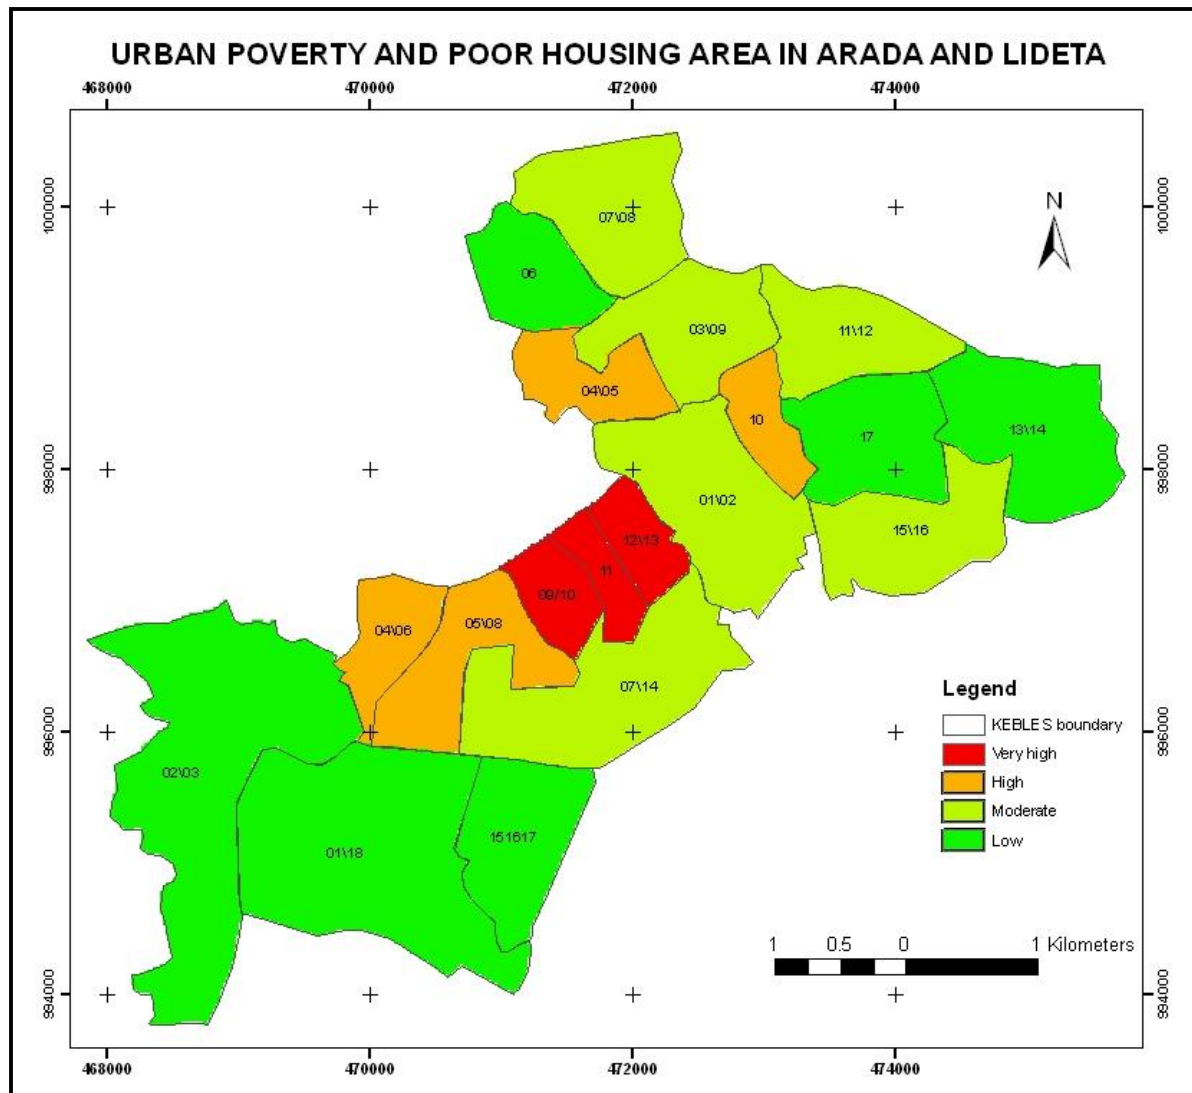 URBAN POVERTY AND POOR HOUSING AREA IN ARADA AND LIDETA
468000 470000 472000 474000
1000000 1000000
998000 998000
996000 996000
994000 994000
N
07\08
06
03\09
11\12
04\05
10
17
13\14
01\02
15\16
12\13
11
09/10
04\06
05\08
07\14
02\03
01\18
151617
Legend
KEBLES boundary
Very high
High
Moderate
Low
1 0.5 0 1 Kilometers
468000 470000 472000 474000